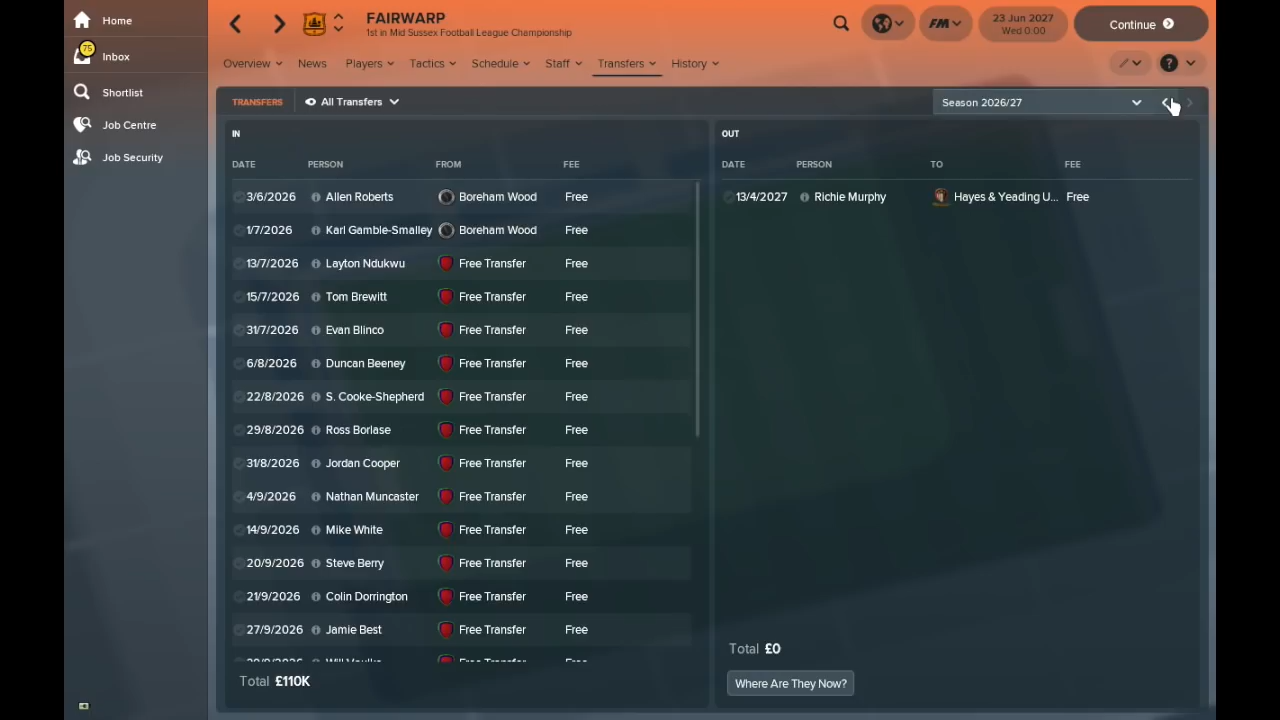 Home
75
Inbox
Shortlist
Job Centre
Job Security
FAIRWARP
1st in Mid Sussex Football League Championship
FM
23 Jun 2027
Wed 0:00
Continue
Overview
News
Players
Tactics
Schedule
Staff
Transfers
History
?
TRANSFERS
All Transfers
Season 2026/27
IN
DATE PERSON FROM FEE
3/6/2026 Allen Roberts Boreham Wood Free
1/7/2026 Karl Gamble-Smalley Boreham Wood Free
13/7/2026 Layton Ndukwu Free Transfer Free
15/7/2026 Tom Brewitt Free Transfer Free
31/7/2026 Evan Blinco Free Transfer Free
6/8/2026 Duncan Beeney Free Transfer Free
22/8/2026 S. Cooke-Shepherd Free Transfer Free
29/8/2026 Ross Borlase Free Transfer Free
31/8/2026 Jordan Cooper Free Transfer Free
4/9/2026 Nathan Muncaster Free Transfer Free
14/9/2026 Mike White Free Transfer Free
20/9/2026 Steve Berry Free Transfer Free
21/9/2026 Colin Dorrington Free Transfer Free
27/9/2026 Jamie Best Free Transfer Free
Free Transfer Free
Total £110K
OUT
DATE PERSON TO FEE
13/4/2027 Richie Murphy Hayes & Yeading U... Free
Total £0
Where Are They Now?